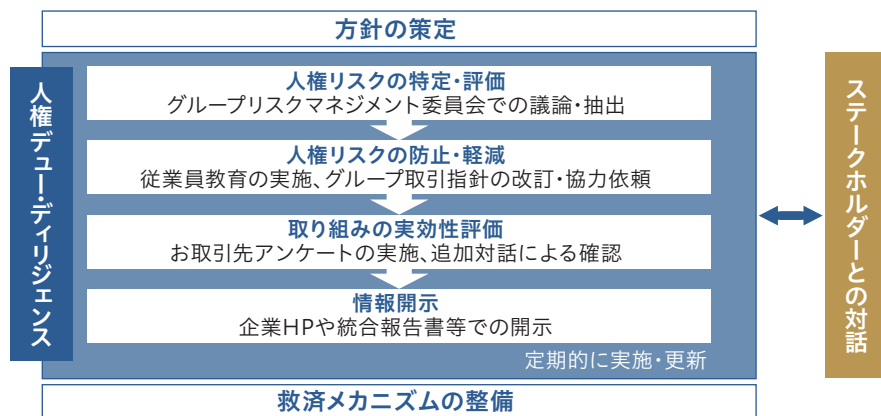 方針の策定
人権デュー・ディリジェンス
人権リスクの特定・評価
グループリスクマネジメント委員会での議論・抽出
人権リスクの防止・軽減
従業員教育の実施、グループ取引指針の改訂・協力依頼
取り組みの実効性評価
お取引先アンケートの実施、追加対話による確認
情報開示
企業HPや統合報告書等での開示
定期的に実施・更新
救済メカニズムの整備
ステークホルダーとの対話